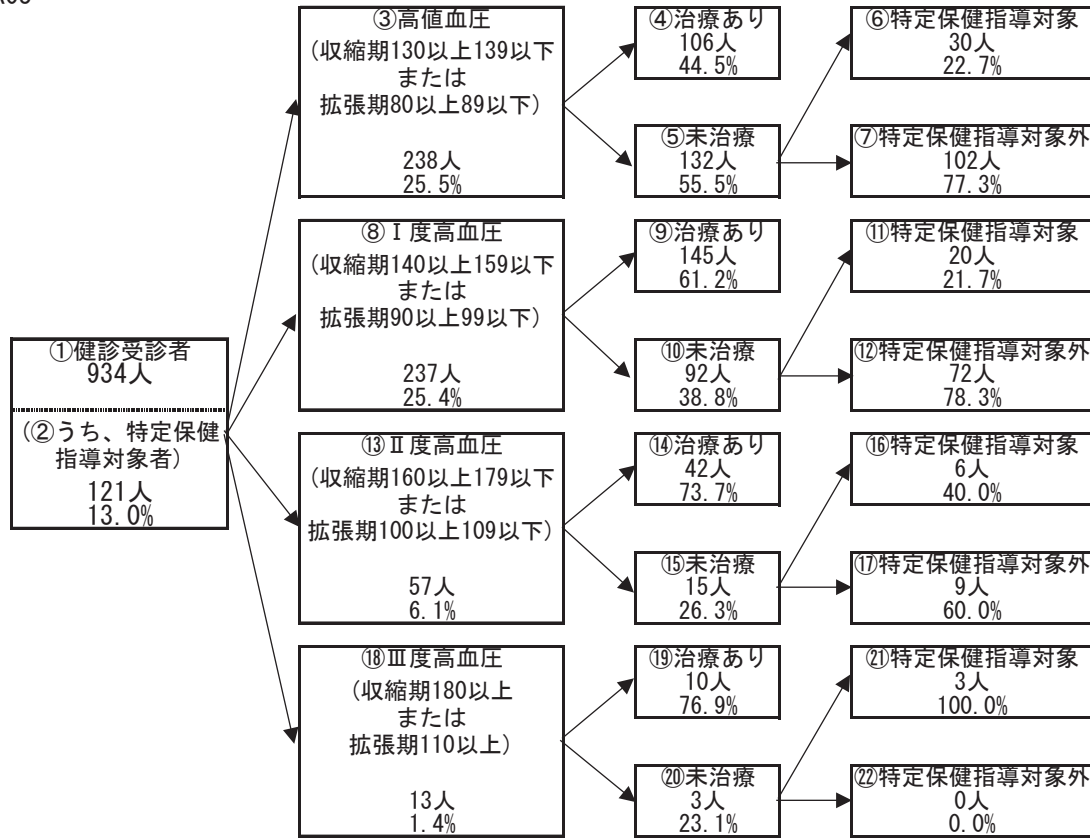 ①健診受診者
934人
(②うち、特定保健
指導対象者)
121人
13.0%
③高値血圧
(収縮期130以上139以下
または
拡張期80以上89以下)
238人
25.5%
④治療あり
106人
44.5%
⑤未治療
132人
55.5%
⑥特定保健指導対象
30人
22.7%
⑦特定保健指導対象外
102人
77.3%
⑧Ⅰ度高血圧
(収縮期140以上159以下
または
拡張期90以上99以下)
237人
25.4%
⑨治療あり
145人
61.2%
⑩未治療
92人
38.8%
⑪特定保健指導対象
20人
21.7%
⑫特定保健指導対象外
72人
78.3%
⑬Ⅱ度高血圧
(収縮期160以上179以下
または
拡張期100以上109以下)
57人
6.1%
⑭治療あり
42人
73.7%
⑮未治療
15人
26.3%
⑯特定保健指導対象
6人
40.0%
⑰特定保健指導対象外
9人
60.0%
⑱Ⅲ度高血圧
(収縮期180以上
または
拡張期110以上)
13人
1.4%
⑲治療あり
10人
76.9%
⑳未治療
3人
23.1%
㉑特定保健指導対象
3人
100.0%
㉒特定保健指導対象外
0人
0.0%